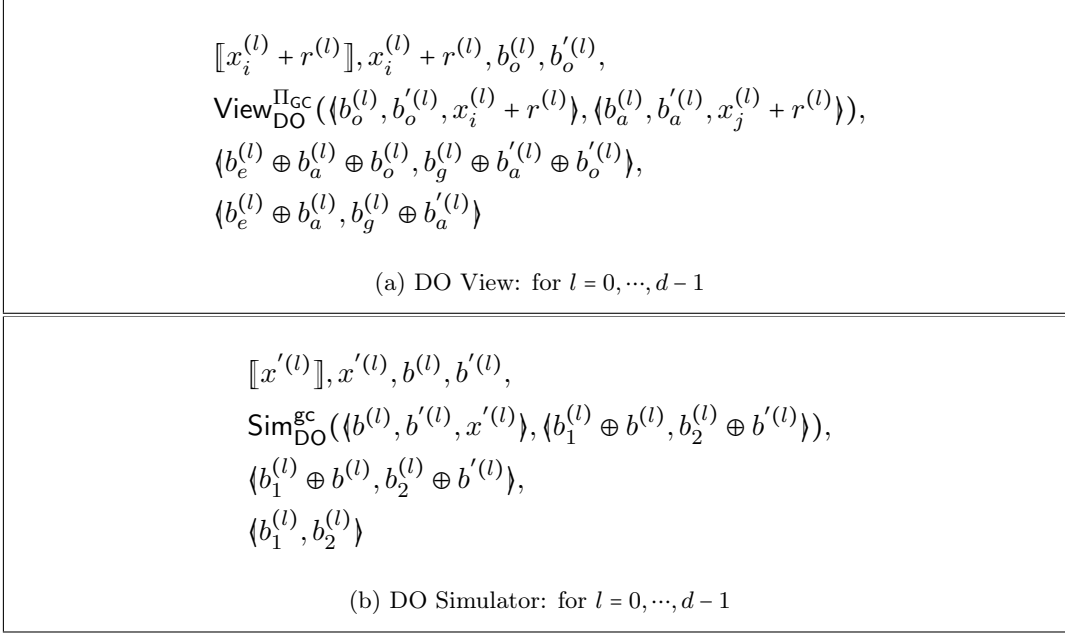 ⟦x_i^{(l)} + r^{(l)}⟧, x_i^{(l)} + r^{(l)}, b_o^{(l)}, b_o^{'(l)},
View_{DO}^{Π_{GC}}(⦉b_o^{(l)}, b_o^{'(l)}, x_i^{(l)} + r^{(l)}⦊, ⦉b_a^{(l)}, b_a^{'(l)}, x_j^{(l)} + r^{(l)}⦊),
⦉b_e^{(l)} ⊕ b_a^{(l)} ⊕ b_o^{(l)}, b_g^{(l)} ⊕ b_a^{'(l)} ⊕ b_o^{'(l)}⦊,
⦉b_e^{(l)} ⊕ b_a^{(l)}, b_g^{(l)} ⊕ b_a^{'(l)}⦊
(a) DO View: for l = 0, ⋯, d − 1
⟦x^{'(l)}⟧, x^{'(l)}, b^{(l)}, b^{'(l)},
Sim_{DO}^{gc}(⦉b^{(l)}, b^{'(l)}, x^{'(l)}⦊, ⦉b_1^{(l)} ⊕ b^{(l)}, b_2^{(l)} ⊕ b^{'(l)}⦊),
⦉b_1^{(l)} ⊕ b^{(l)}, b_2^{(l)} ⊕ b^{'(l)}⦊,
⦉b_1^{(l)}, b_2^{(l)}⦊
(b) DO Simulator: for l = 0, ⋯, d − 1